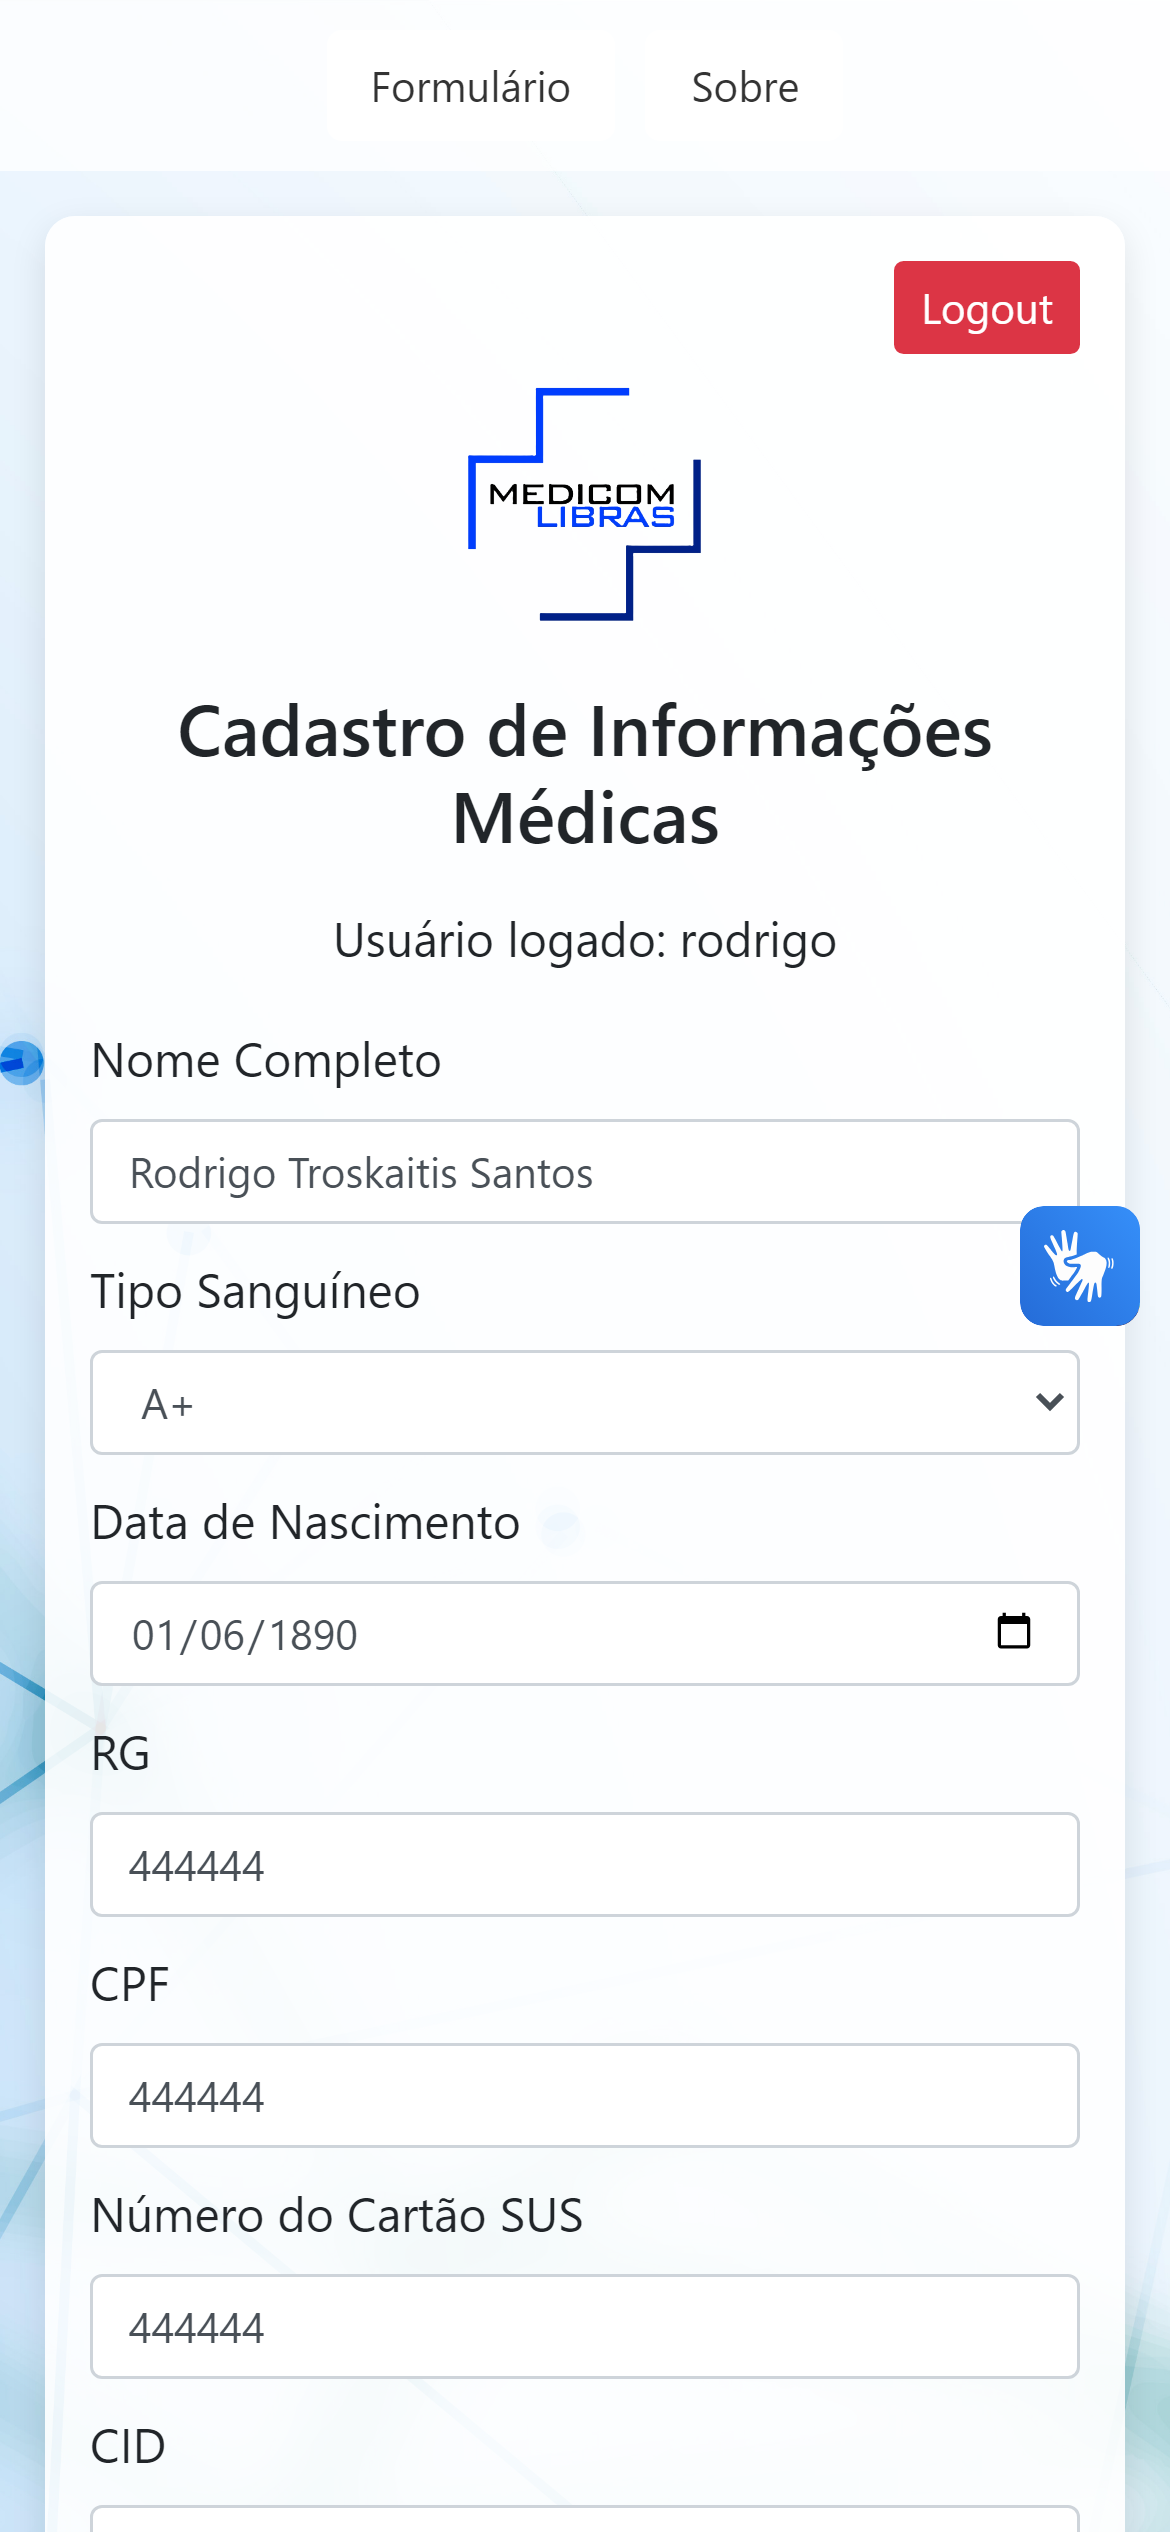 Formulário Sobre
Logout
MEDICOM
LIBRAS
Cadastro de Informações
Médicas
Usuário logado: rodrigo
Nome Completo
Rodrigo Troskaitis Santos
Tipo Sanguíneo
A+
Data de Nascimento
01/06/1890
RG
444444
CPF
444444
Número do Cartão SUS
444444
CID